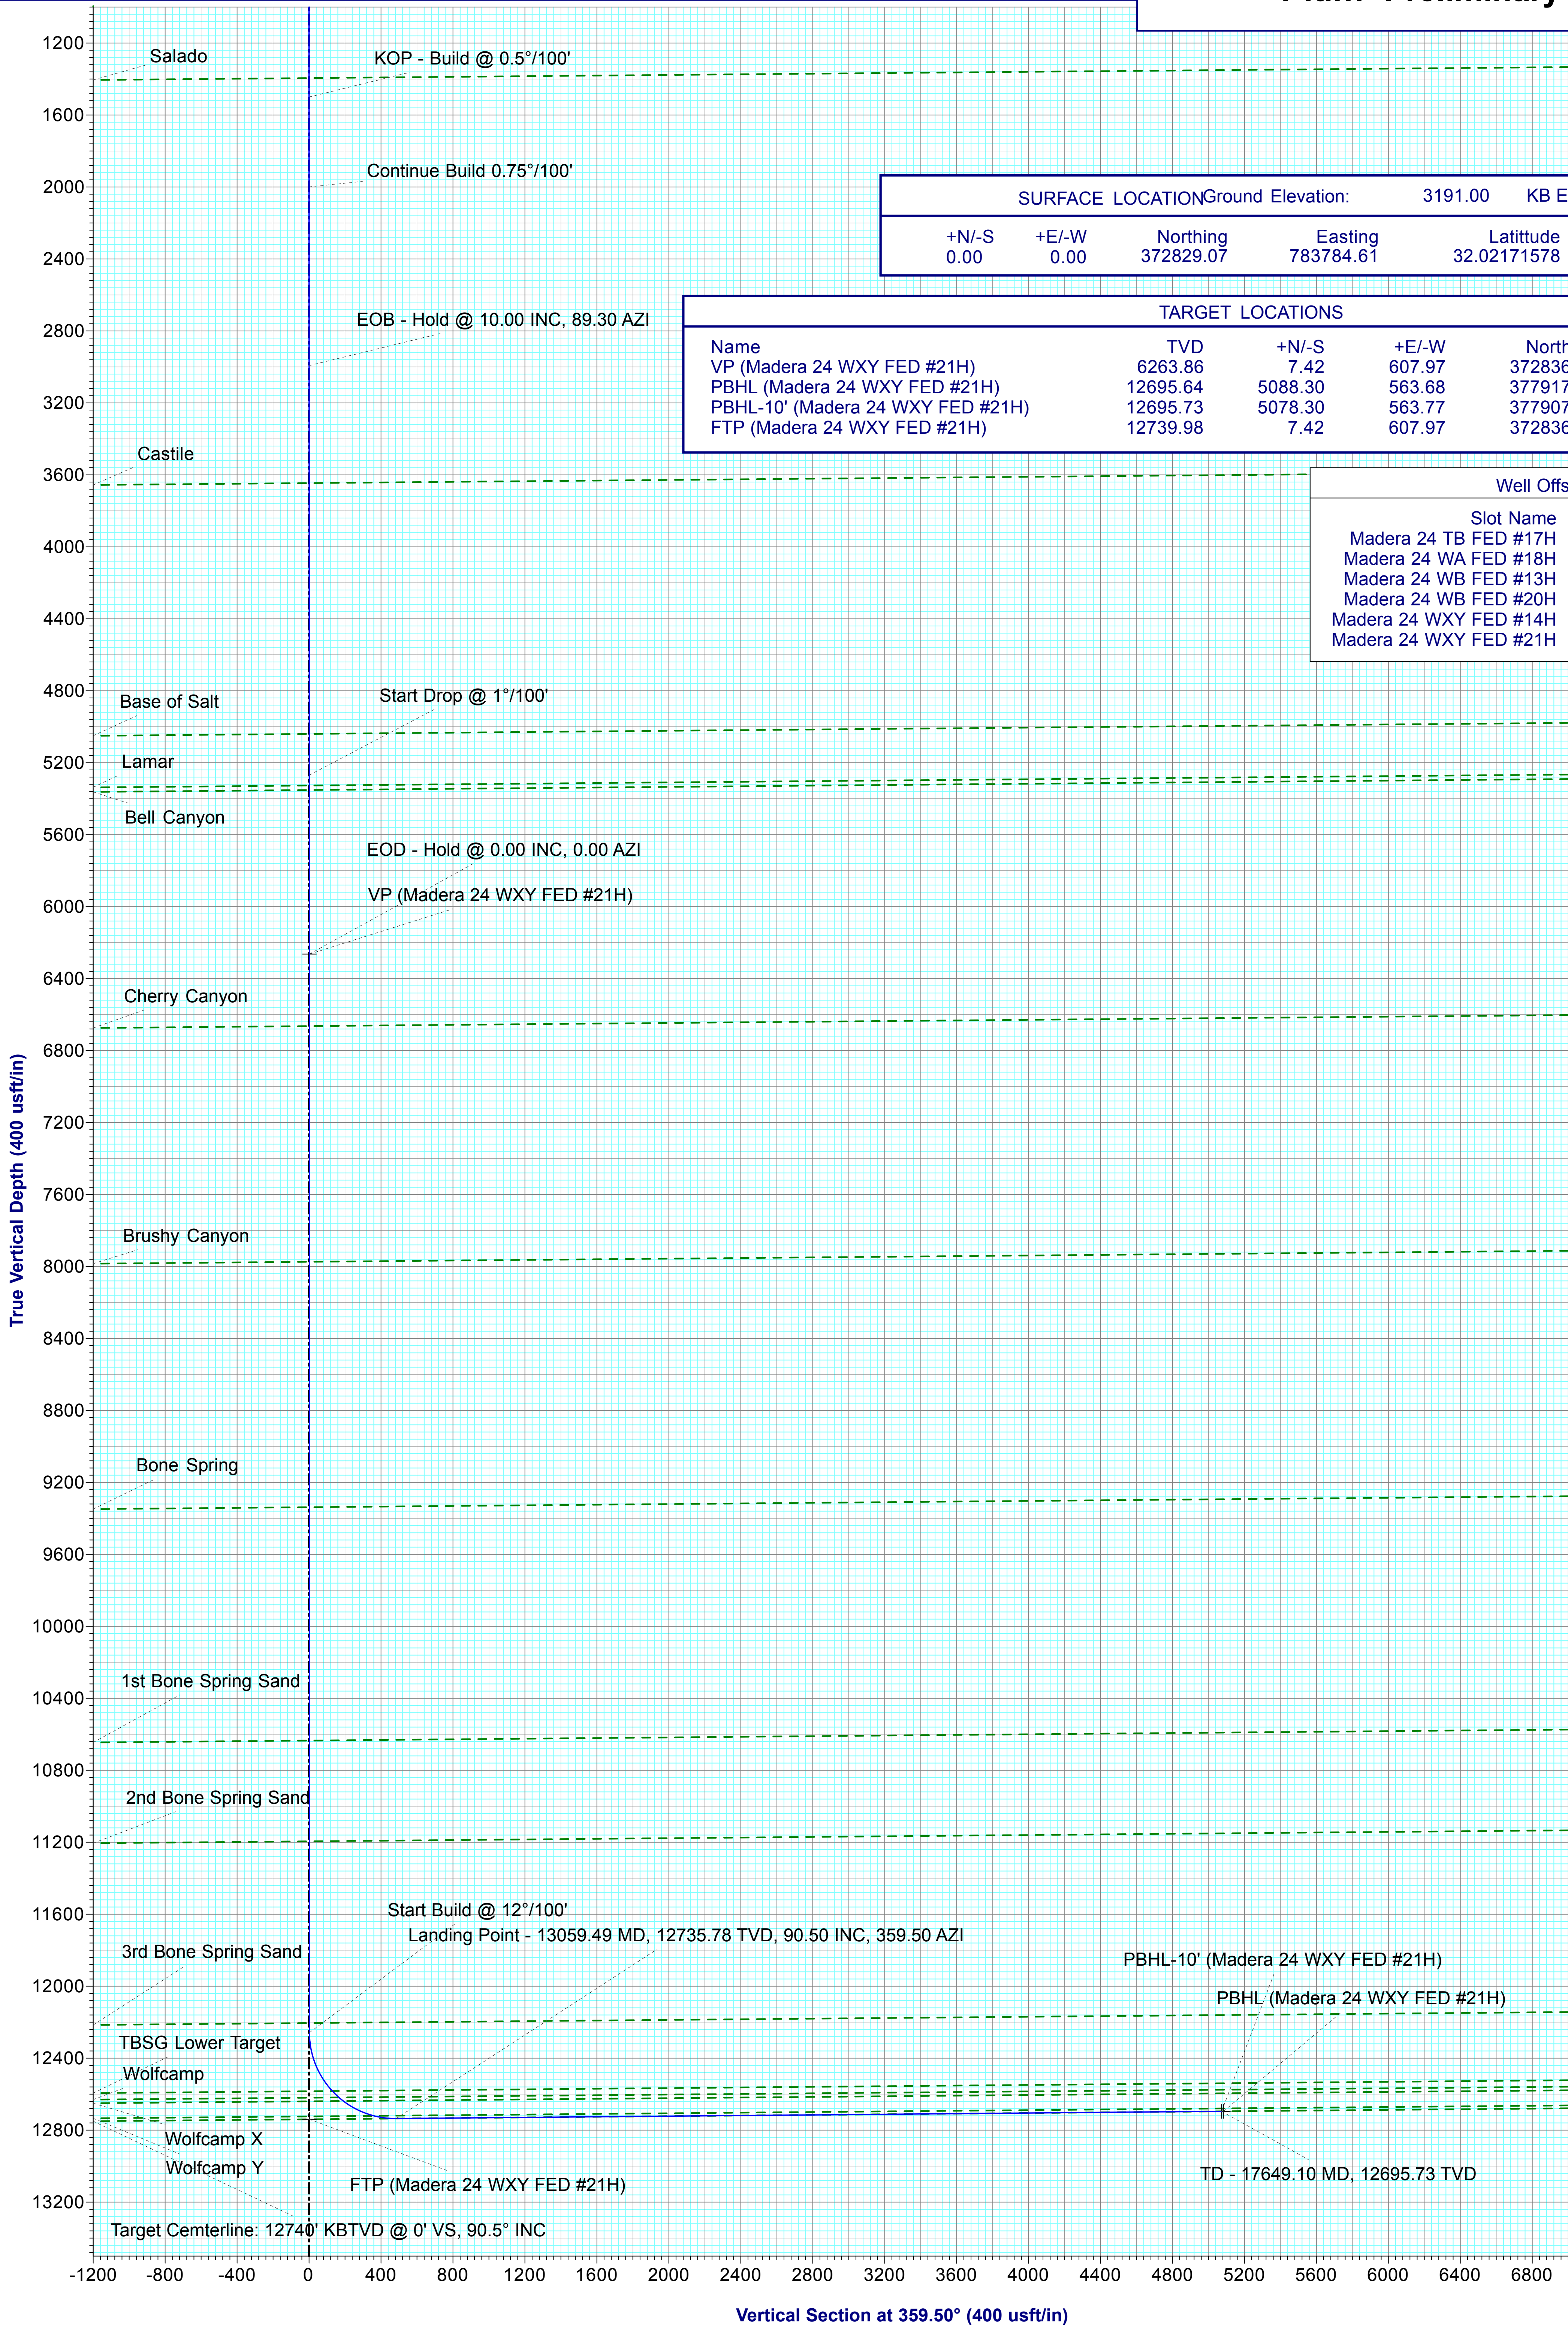 1200
Salado
KOP - Build @ 0.5°/100'
1600
Continue Build 0.75°/100'
2000
SURFACE LOCATION Ground Elevation: 3191.00 KB E
+N/-S +E/-W Northing Easting Latittude
0.00 0.00 372829.07 783784.61 32.02171578
2400
EOB - Hold @ 10.00 INC, 89.30 AZI
2800
TARGET LOCATIONS
Name TVD +N/-S +E/-W North
VP (Madera 24 WXY FED #21H) 6263.86 7.42 607.97 372836
PBHL (Madera 24 WXY FED #21H) 12695.64 5088.30 563.68 377917
PBHL-10' (Madera 24 WXY FED #21H) 12695.73 5078.30 563.77 377907
FTP (Madera 24 WXY FED #21H) 12739.98 7.42 607.97 372836
3200
Castile
3600
Well Offs
Slot Name
Madera 24 TB FED #17H
Madera 24 WA FED #18H
Madera 24 WB FED #13H
Madera 24 WB FED #20H
Madera 24 WXY FED #14H
Madera 24 WXY FED #21H
4000
4400
4800
Base of Salt
Start Drop @ 1°/100'
5200
Lamar
Bell Canyon
5600
EOD - Hold @ 0.00 INC, 0.00 AZI
VP (Madera 24 WXY FED #21H)
6000
6400
Cherry Canyon
6800
True Vertical Depth (400 usft/in)
7200
7600
Brushy Canyon
8000
8400
8800
Bone Spring
9200
9600
10000
1st Bone Spring Sand
10400
10800
2nd Bone Spring Sand
11200
11600
Start Build @ 12°/100'
Landing Point - 13059.49 MD, 12735.78 TVD, 90.50 INC, 359.50 AZI
3rd Bone Spring Sand
PBHL-10' (Madera 24 WXY FED #21H)
12000
PBHL (Madera 24 WXY FED #21H)
TBSG Lower Target
12400
Wolfcamp
12800
Wolfcamp X
Wolfcamp Y
TD - 17649.10 MD, 12695.73 TVD
FTP (Madera 24 WXY FED #21H)
13200
Target Cemterline: 12740' KBTVD @ 0' VS, 90.5° INC
-1200 -800 -400 0 400 800 1200 1600 2000 2400 2800 3200 3600 4000 4400 4800 5200 5600 6000 6400 6800
Vertical Section at 359.50° (400 usft/in)